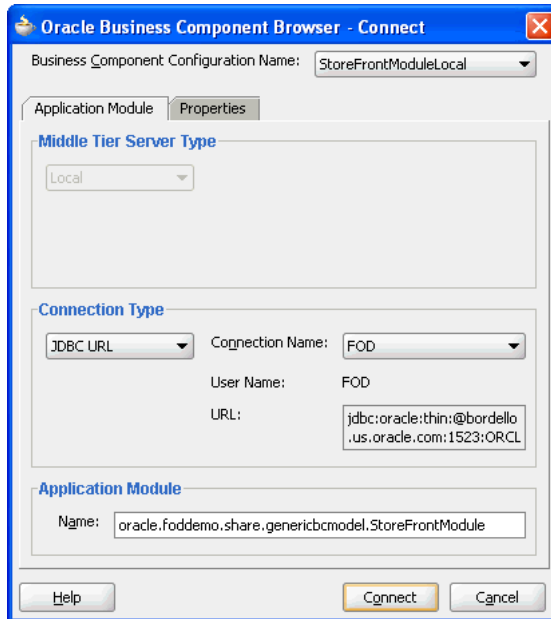 Oracle Business Component Browser - Connect
Business Component Configuration Name: StoreFrontModuleLocal
Application Module Properties
Middle Tier Server Type
Local
Connection Type
JDBC URL Connection Name: FOD
User Name: FOD
URL: jdbc:oracle:thin:@bordello
.us.oracle.com:1523:ORCL
Application Module
Name: oracle.foddemo.share.genericbcmodel.StoreFrontModule
Help Connect Cancel